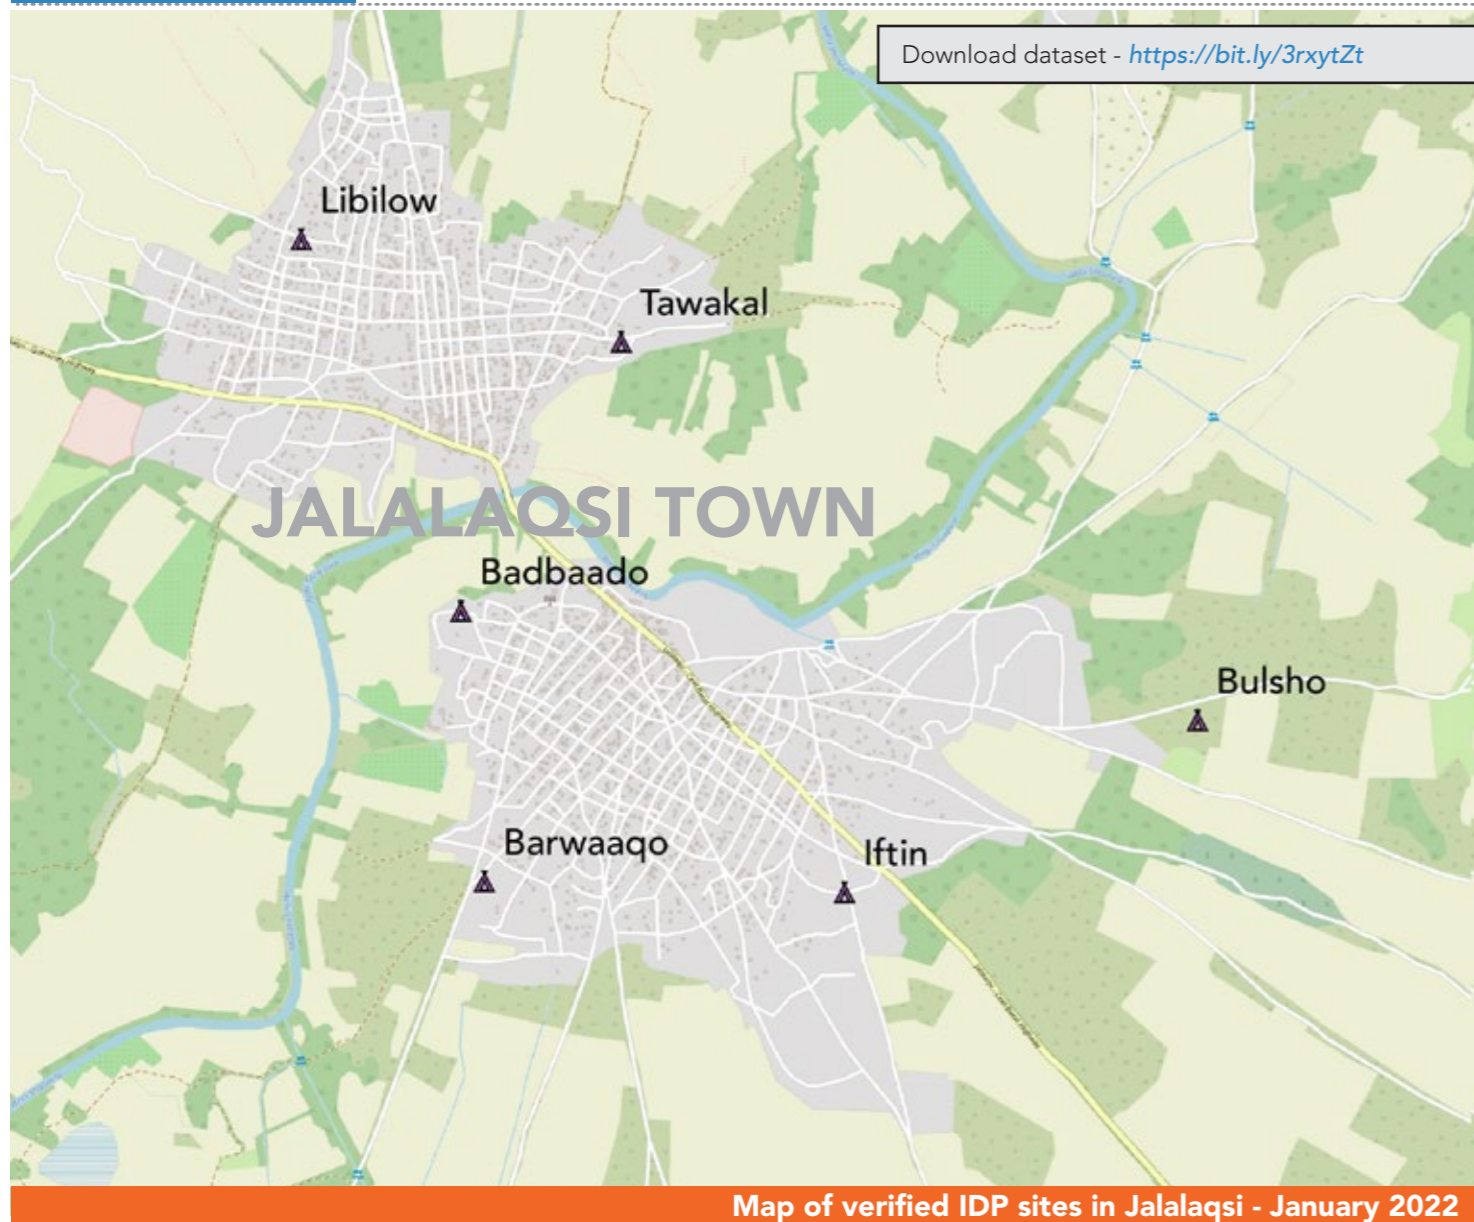 Download dataset - https://bit.ly/3rxytZt
Libilow
Tawakal
JALALAQSI TOWN
Badbaado
Bulsho
Barwaaqo
Iftin
Map of verified IDP sites in Jalalaqsi - January 2022